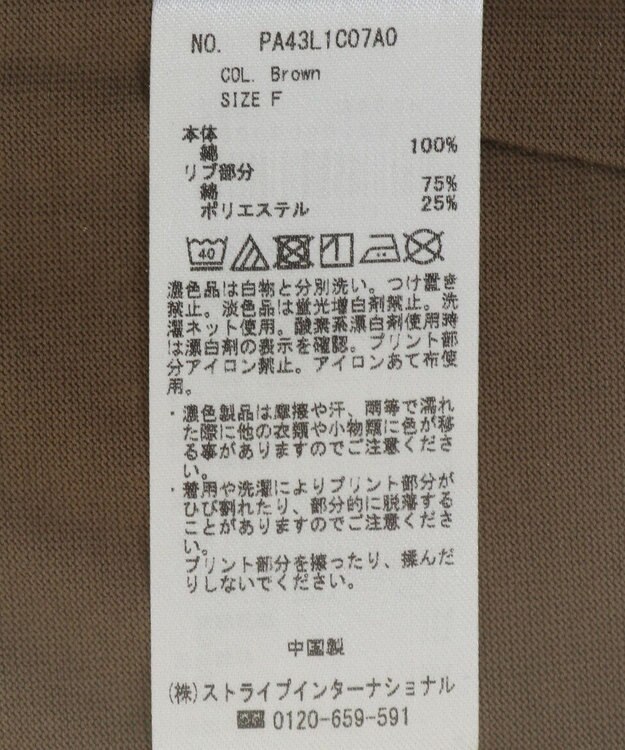 NO. PA43L1C07A0
COL. Brown
SIZE F
本体
綿 100%
リブ部分
綿 75%
ポリエステル 25%
40
濃色品は白物と分別洗い。つけ置き
禁止。淡色品は蛍光増白剤禁止。洗
濯ネット使用。酸素系漂白剤使用時
は漂白剤の表示を確認。プリント部
分アイロン禁止。アイロンあて布使
用。
・濃色製品は摩擦や汗、雨等で濡れ
た際に他の衣類や小物類に色が移
る事がありますのでご注意くださ
い。
・着用や洗濯によりプリント部分が
ひび割れたり、部分的に脱落する
ことがありますのでご注意くださ
い。
プリント部分を擦ったり、揉んだ
りしないでください。
中国製
(株)ストライプインターナショナル
0120-659-591